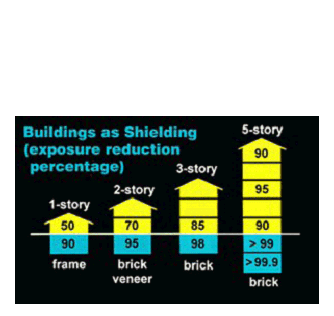 Buildings as Shielding
(exposure reduction
percentage)
1-story
50
90
frame
2-story
70
95
brick
veneer
3-story
85
98
brick
5-story
90
95
90
> 99
>99.9
brick